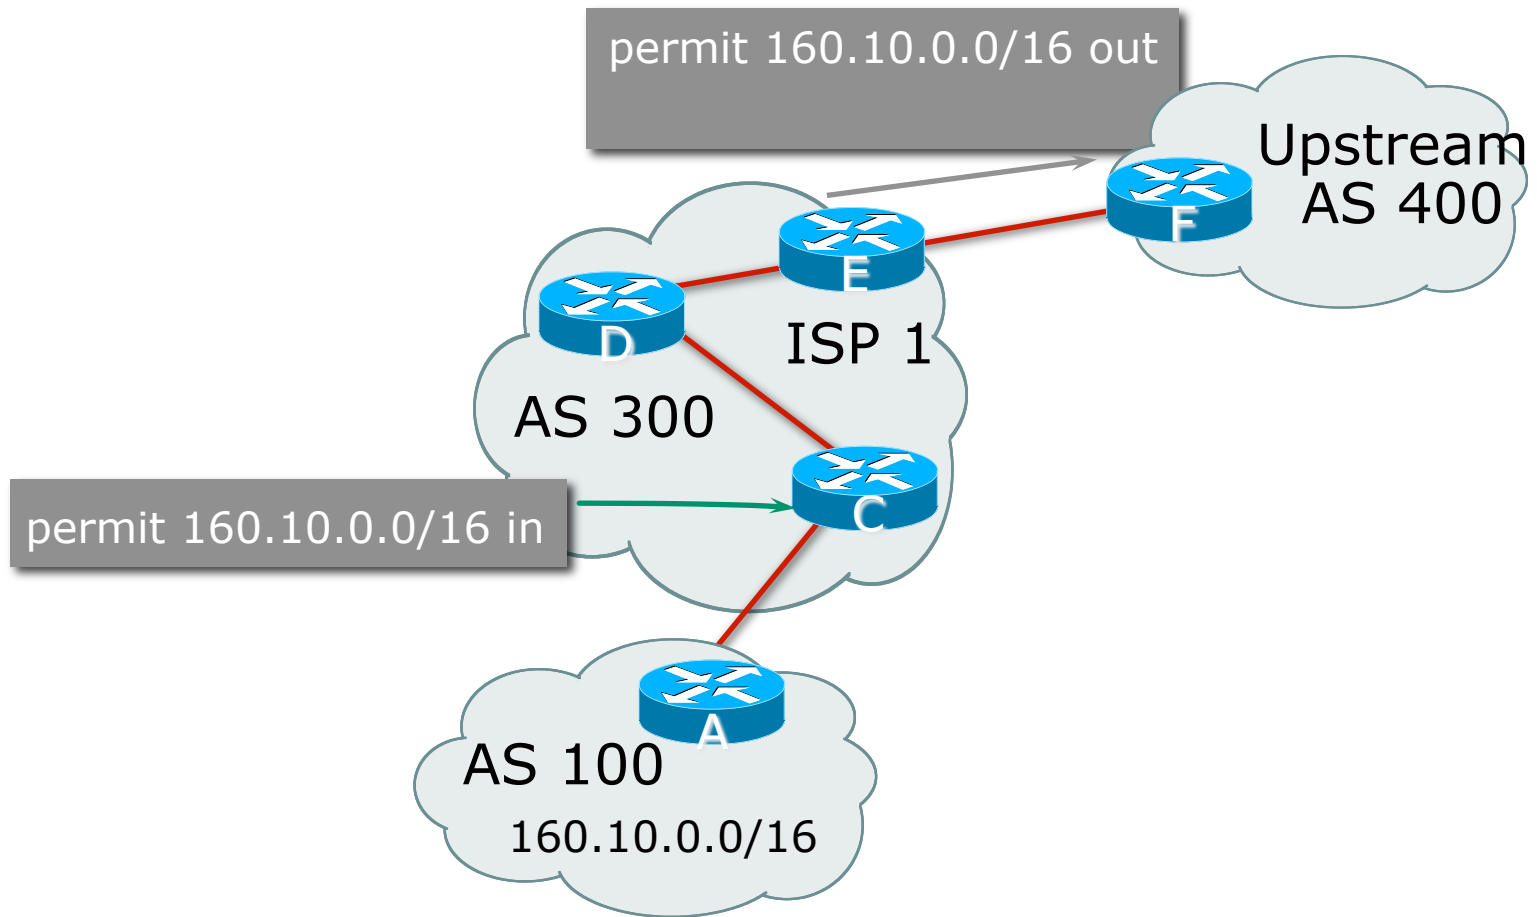 permit 160.10.0.0/16 out
Upstream
AS 400
F
E
D
ISP 1
AS 300
C
permit 160.10.0.0/16 in
A
AS 100
160.10.0.0/16